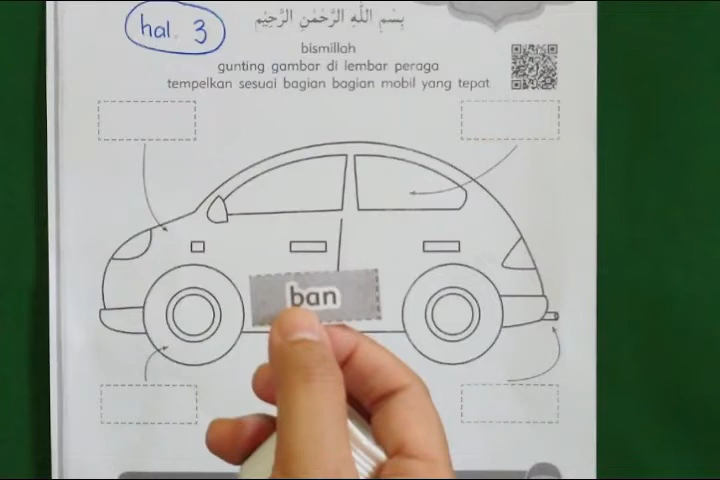 hal. 3
بِسْمِ اللَّهِ الرَّحْمَٰنِ الرَّحِيْمِ
bismillah
gunting gambar di lembar peraga
tempelkan sesuai bagian bagian mobil yang tepat
ban